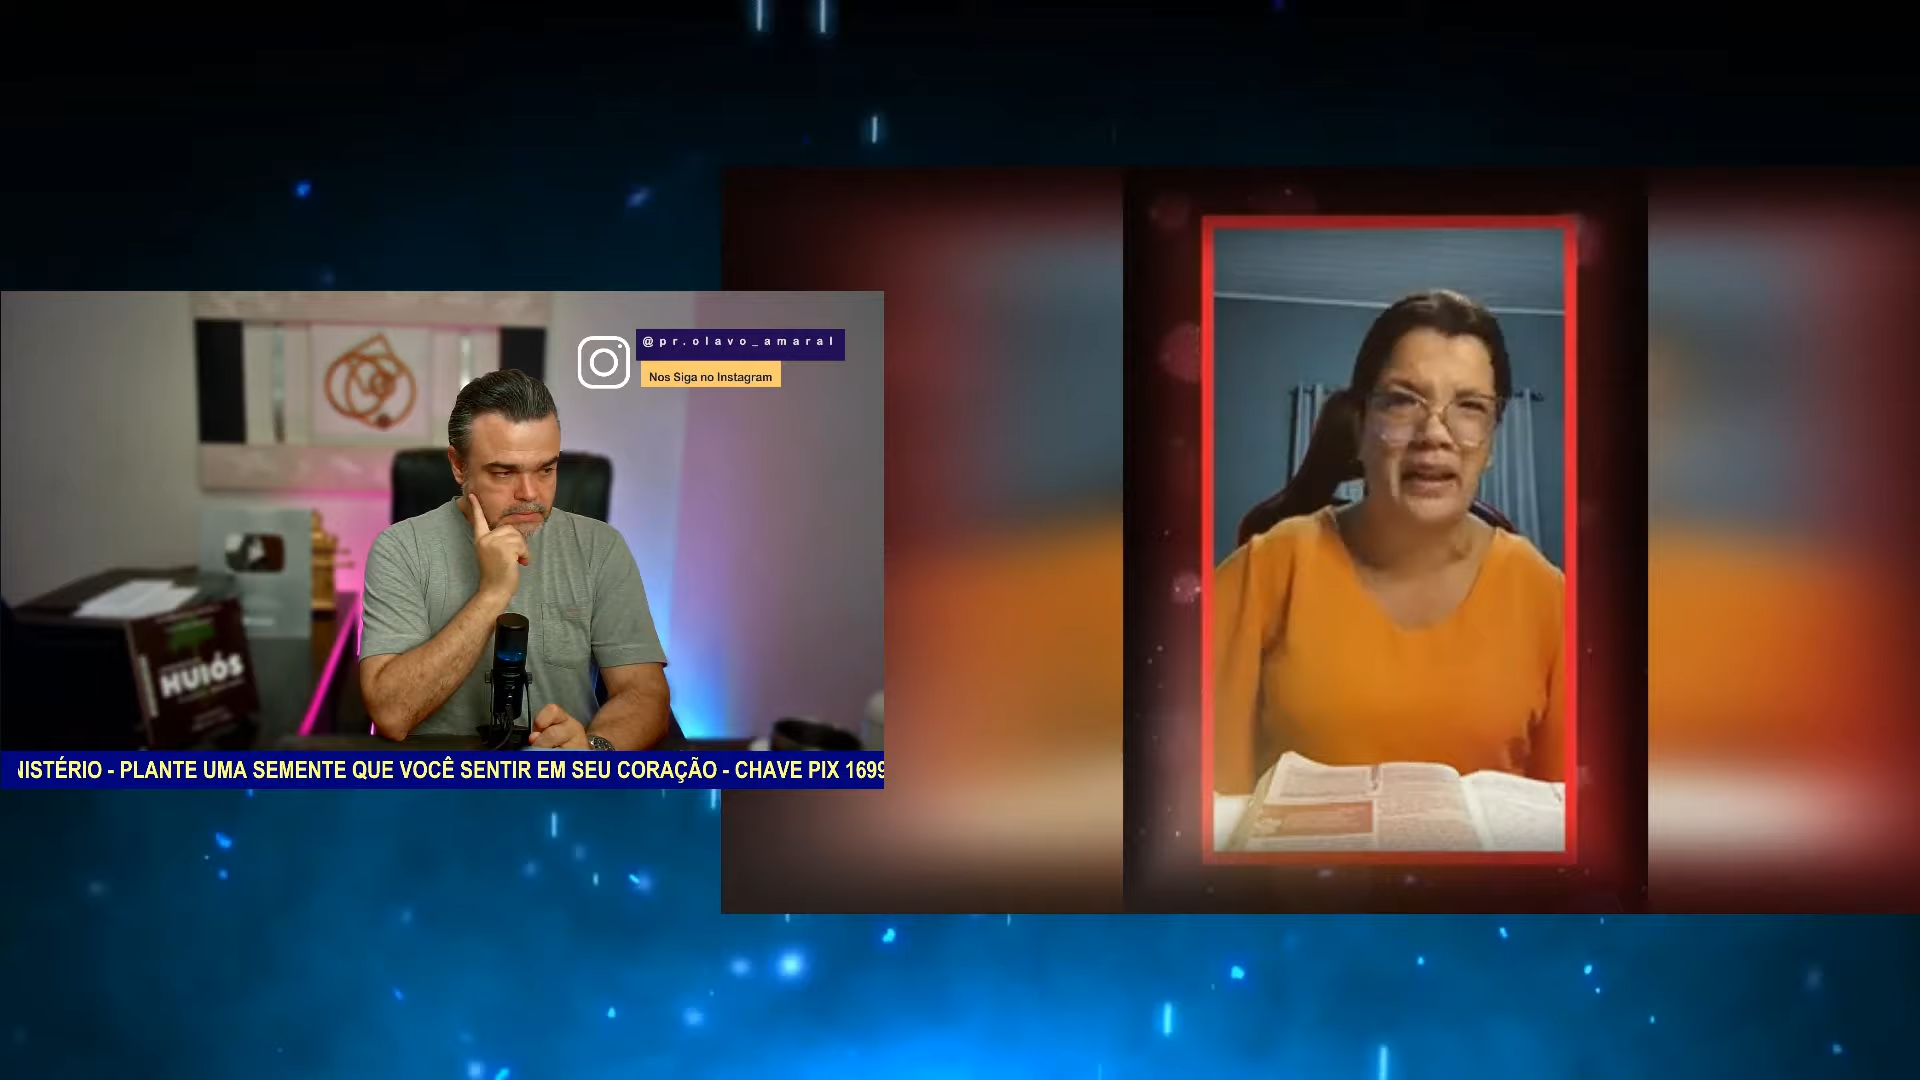 @pr.olavo_amaral
Nos Siga no Instagram
HUIÓS
NISTÉRIO - PLANTE UMA SEMENTE QUE VOCÊ SENTIR EM SEU CORAÇÃO - CHAVE PIX 1699